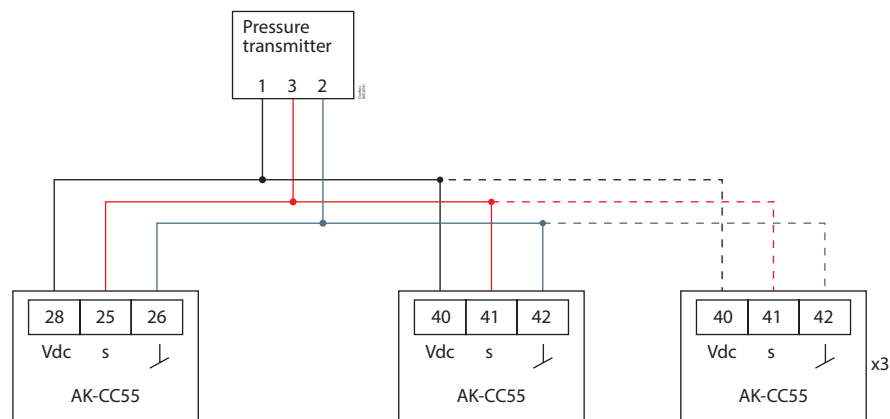 Pressure
transmitter
1 3 2
28 25 26
Vdc s
AK-CC55
40 41 42
Vdc s
AK-CC55
40 41 42
Vdc s
AK-CC55
x3